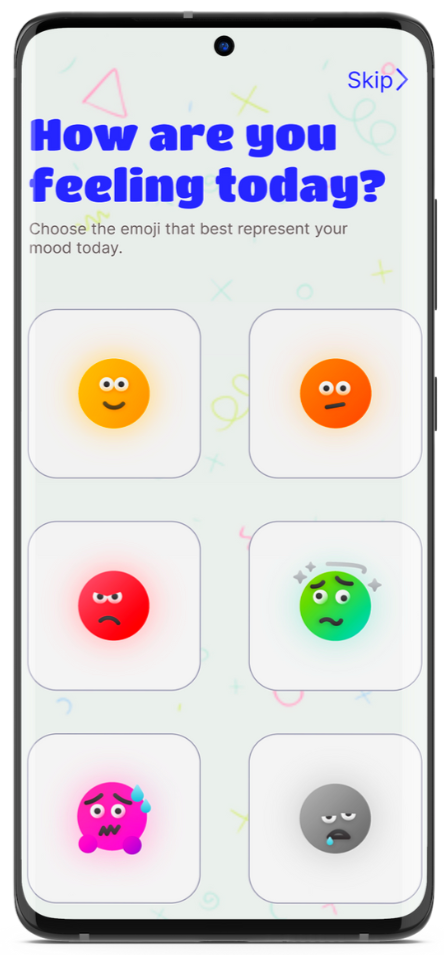 Skip
How are you
feeling today?
Choose the emoji that best represent your
mood today.